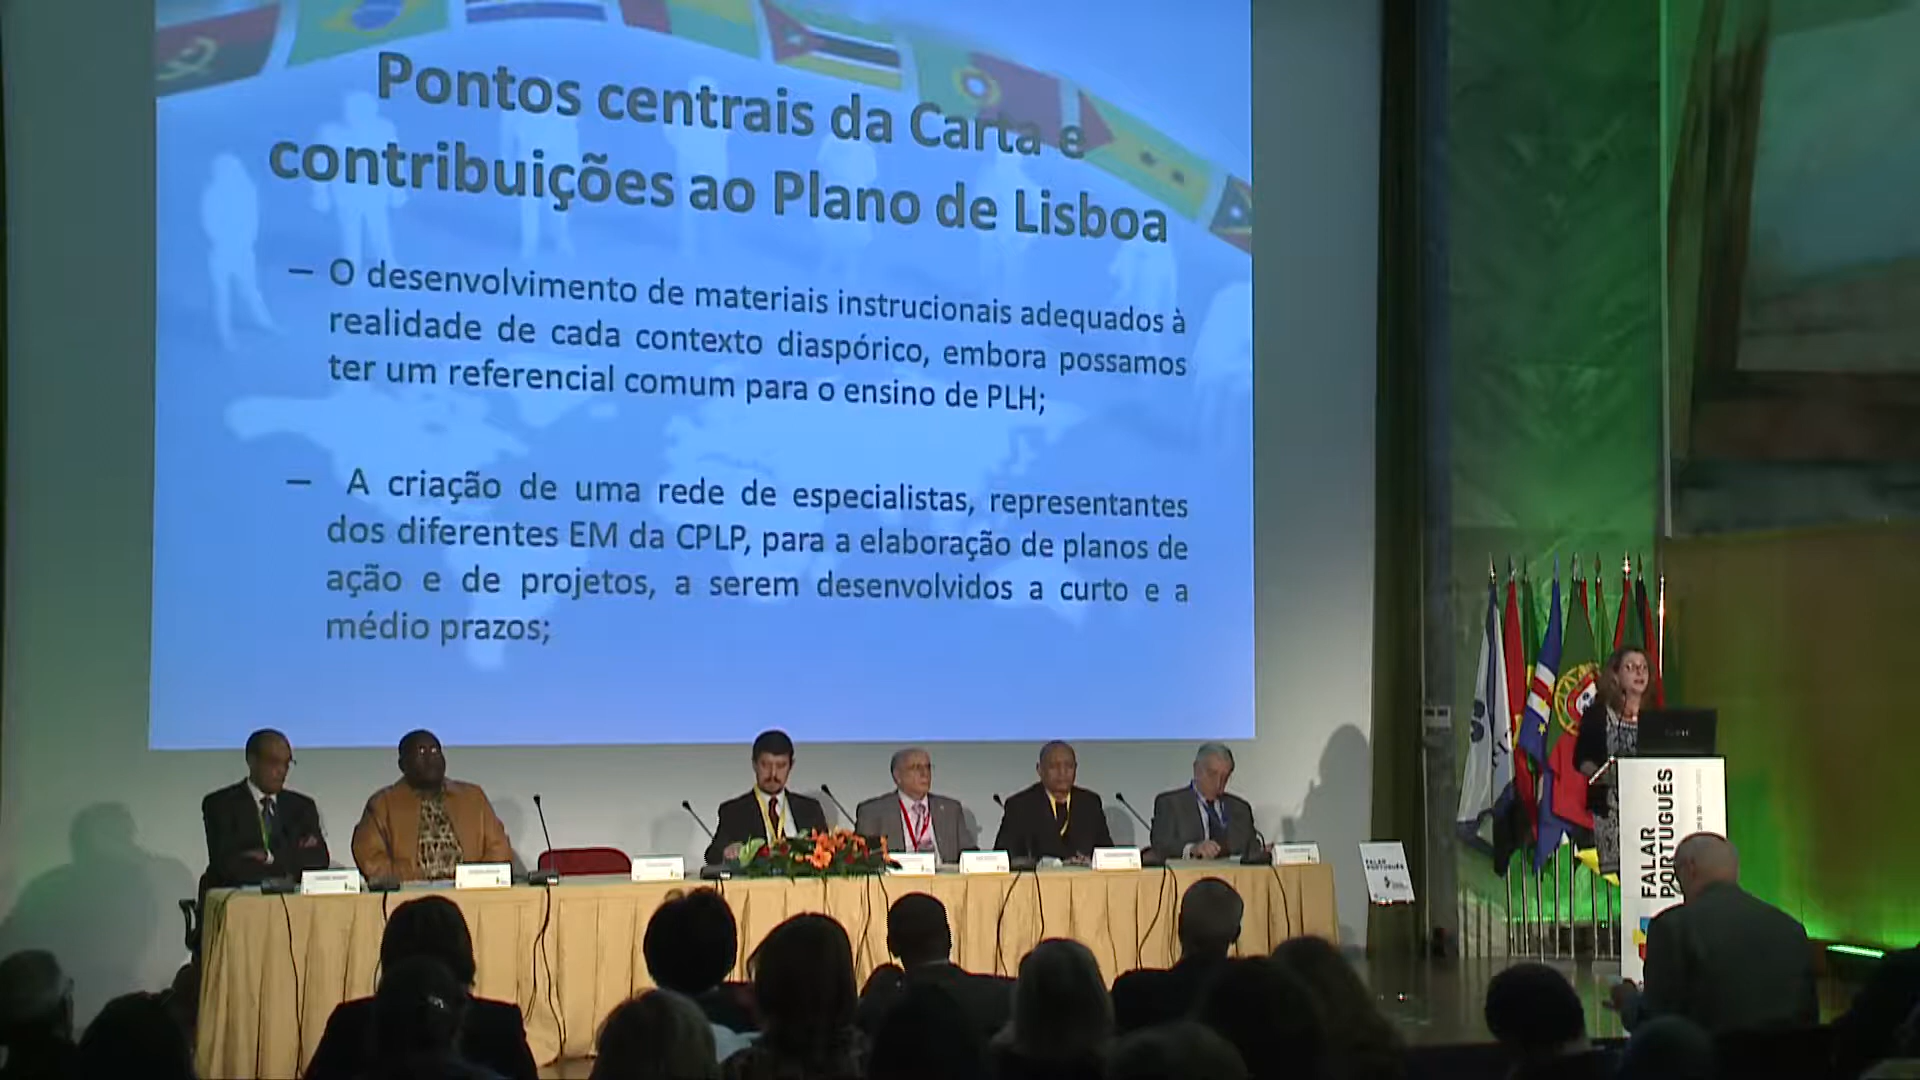 Pontos centrais da Carta e
contribuições ao Plano de Lisboa
– O desenvolvimento de materiais instrucionais adequados à
realidade de cada contexto diaspórico, embora possamos
ter um referencial comum para o ensino de PLH;
– A criação de uma rede de especialistas, representantes
dos diferentes EM da CPLP, para a elaboração de planos de
ação e de projetos, a serem desenvolvidos a curto e a
médio prazos;
FALAR
PORTUGUÊS
FALAR
PORTUGUÊS